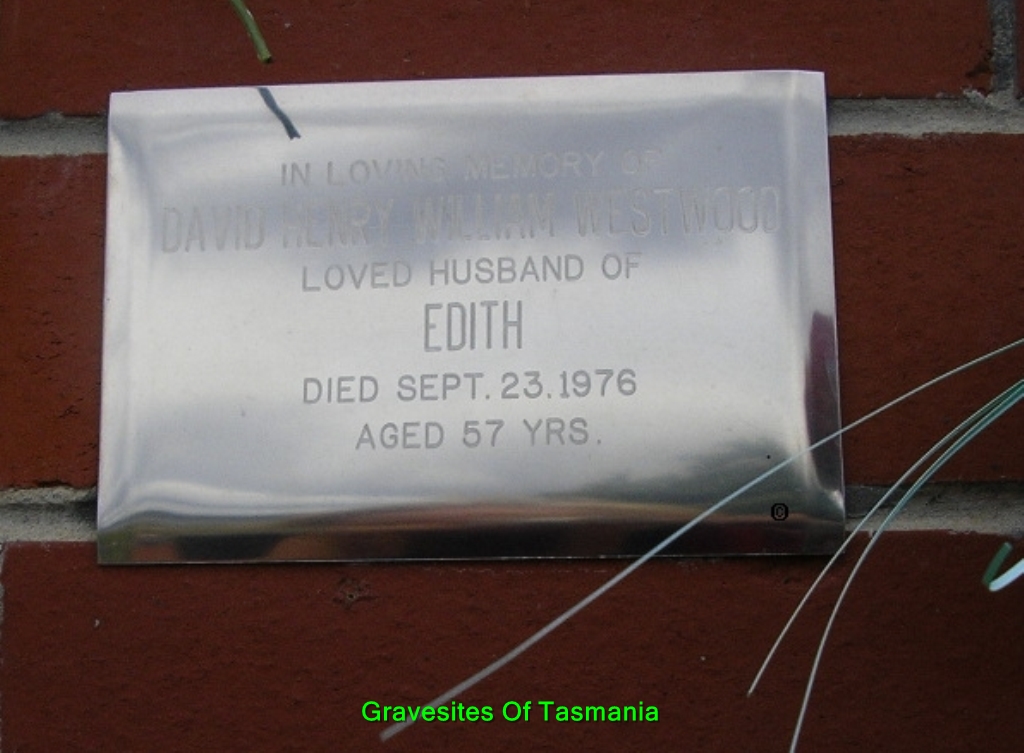 IN LOVING MEMORY OF
DAVID HENRY WILLIAM WESTWOOD
LOVED HUSBAND OF
EDITH
DIED SEPT. 23. 1976
AGED 57 YRS.
©
Gravesites Of Tasmania